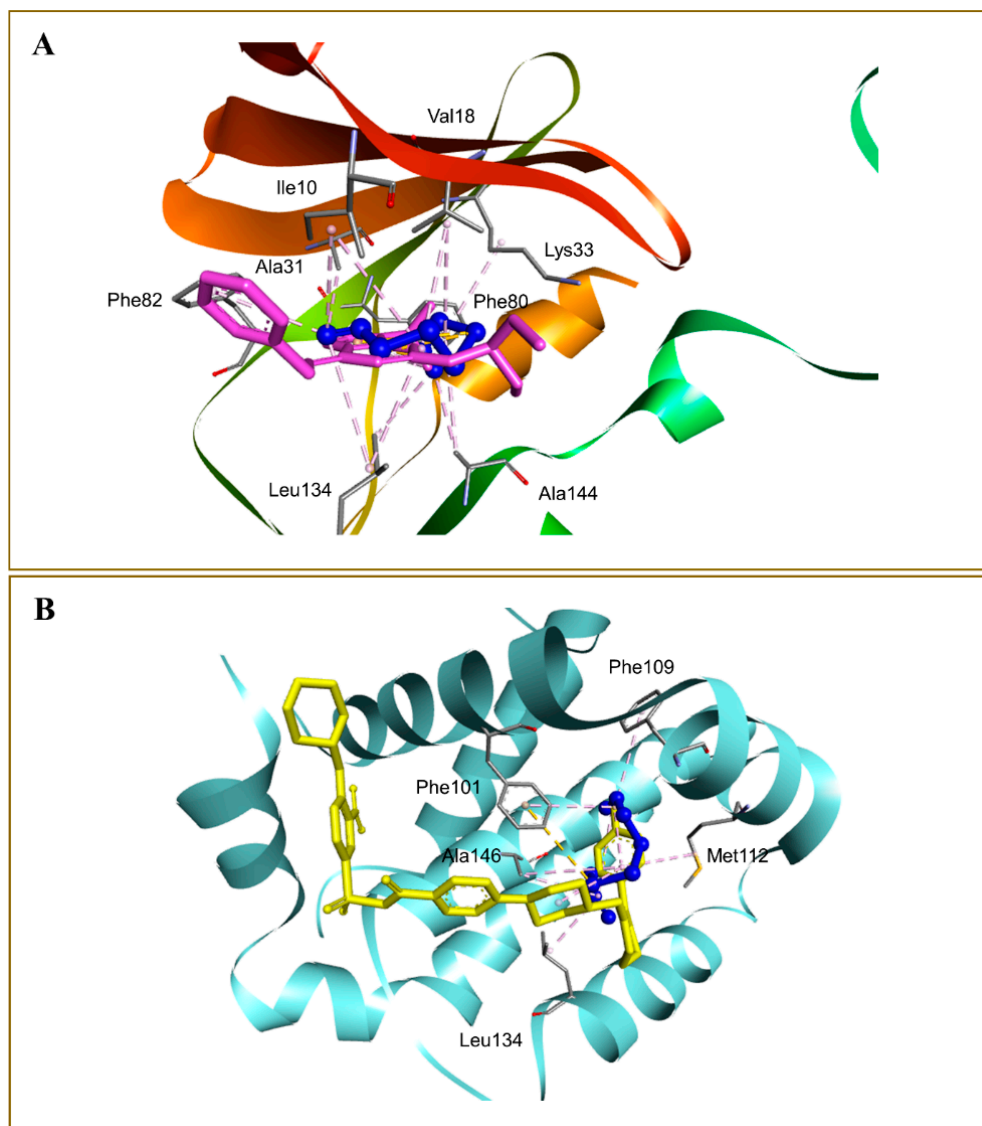 A
Val18
Ile10
Lys33
Ala31
Phe82
Phe80
Leu134
Ala144
B
Phe109
Phe101
Ala146
Met112
Leu134